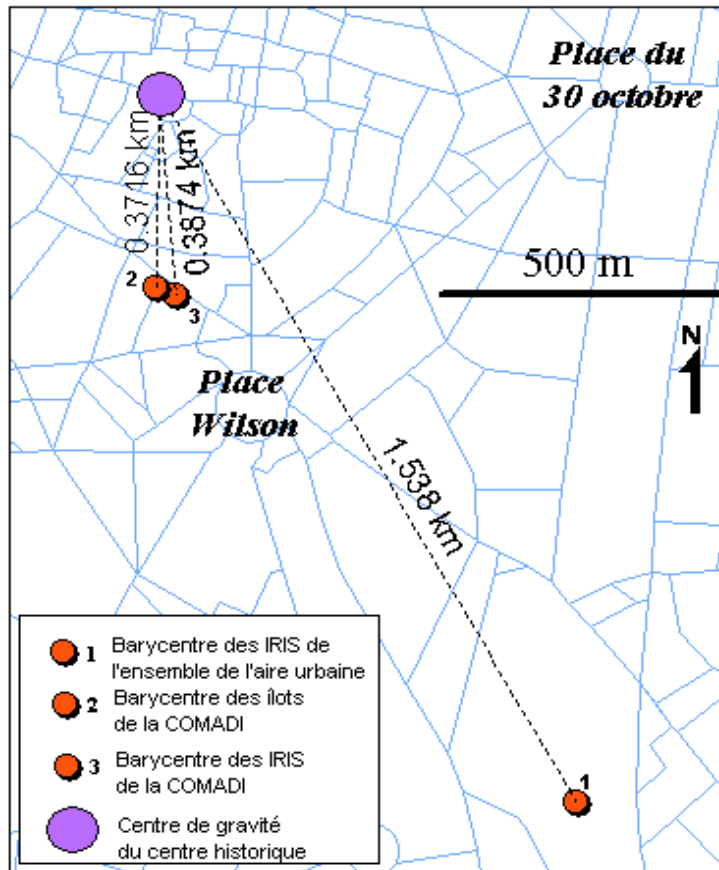 Place du
30 octobre
0.3716 km
0.3874 km
500 m
2
3
N
Place
Wilson
1.538 km
1
1 Barycentre des IRIS de
l'ensemble de l'aire urbaine
2 Barycentre des îlots
de la COMADI
3 Barycentre des IRIS
de la COMADI
Centre de gravité
du centre historique